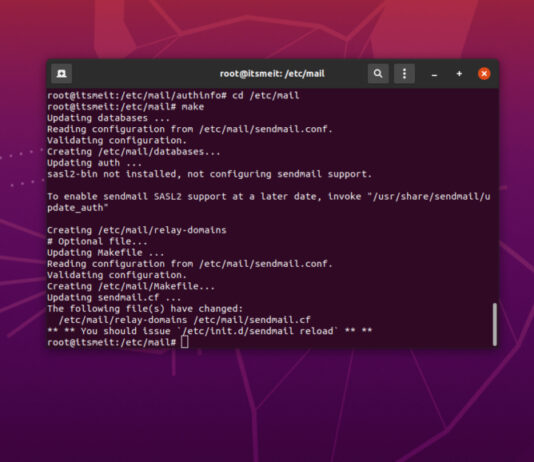 root@itsmeit: /etc/mail
root@itsmeit:/etc/mail/authinfo# cd /etc/mail
root@itsmeit:/etc/mail# make
Updating databases ...
Reading configuration from /etc/mail/sendmail.conf.
Validating configuration.
Creating /etc/mail/databases...
Updating auth ...
sasl2-bin not installed, not configuring sendmail support.
To enable sendmail SASL2 support at a later date, invoke "/usr/share/sendmail/u
pdate_auth"
Creating /etc/mail/relay-domains
# Optional file...
Updating Makefile ...
Reading configuration from /etc/mail/sendmail.conf.
Validating configuration.
Creating /etc/mail/Makefile...
Updating sendmail.cf ...
The following file(s) have changed:
  /etc/mail/relay-domains /etc/mail/sendmail.cf
** ** You should issue `/etc/init.d/sendmail reload` ** **
root@itsmeit:/etc/mail#